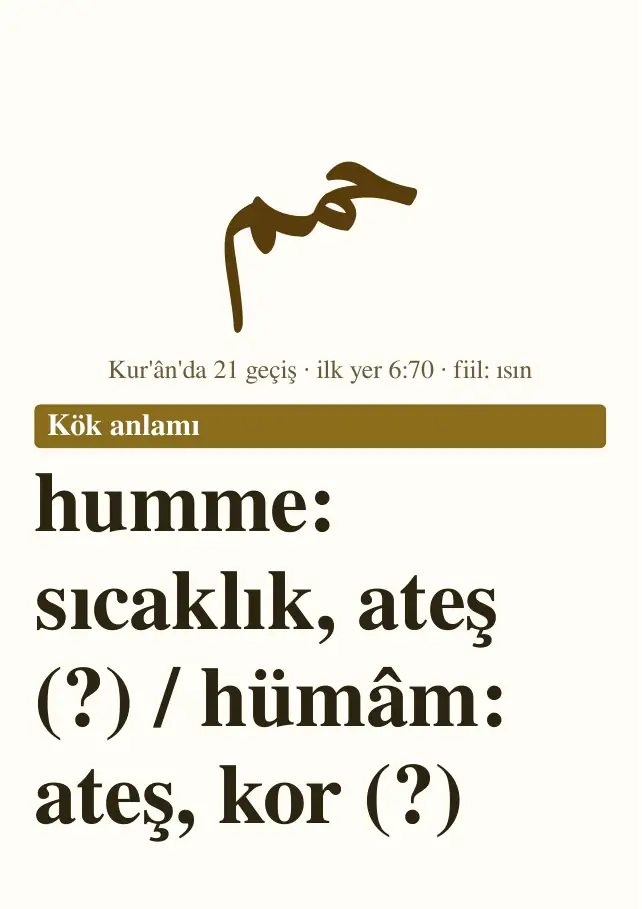 حمم
Kur'ân'da 21 geçiş · ilk yer 6:70 · fiil: ısın
Kök anlamı
humme:
sıcaklık, ateş
(?) / hümâm:
ateş, kor (?)